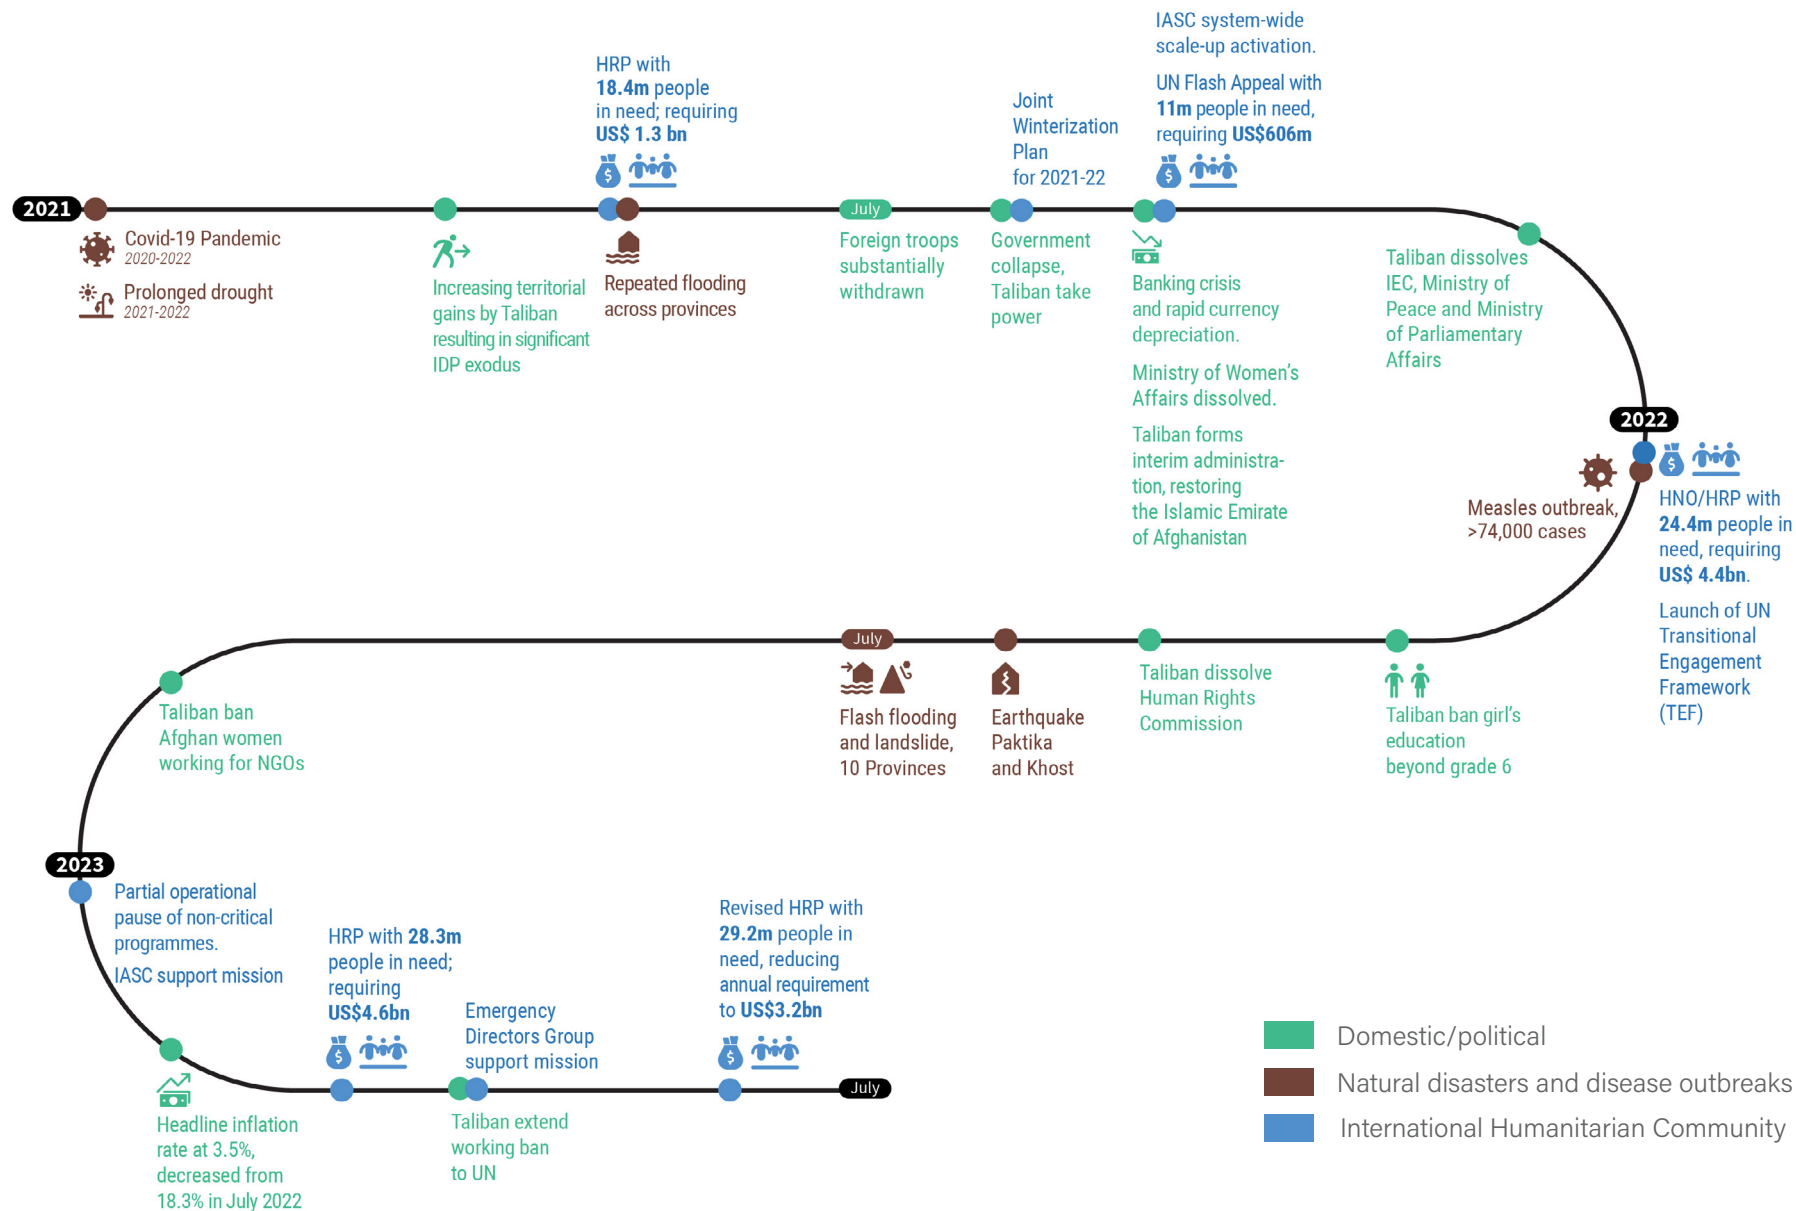 2021
Covid-19 Pandemic
2020-2022
Prolonged drought
2021-2022
Increasing territorial
gains by Taliban
resulting in significant
IDP exodus
HRP with
18.4m people
in need; requiring
US$ 1.3 bn
$
Repeated flooding
across provinces
July
Foreign troops
substantially
withdrawn
Joint
Winterization
Plan
for 2021-22
Government
collapse,
Taliban take
power
IASC system-wide
scale-up activation.
UN Flash Appeal with
11m people in need,
requiring US$606m
$
Banking crisis
and rapid currency
depreciation.
Ministry of Women’s
Affairs dissolved.
Taliban forms
interim administra-
tion, restoring
the Islamic Emirate
of Afghanistan
Taliban dissolves
IEC, Ministry of
Peace and Ministry
of Parliamentary
Affairs
2022
$
Measles outbreak,
>74,000 cases
HNO/HRP with
24.4m people in
need, requiring
US$ 4.4bn.
Launch of UN
Transitional
Engagement
Framework
(TEF)
Taliban ban girl’s
education
beyond grade 6
Taliban dissolve
Human Rights
Commission
Earthquake
Paktika
and Khost
July
Flash flooding
and landslide,
10 Provinces
Taliban ban
Afghan women
working for NGOs
2023
Partial operational
pause of non-critical
programmes.
IASC support mission
Headline inflation
rate at 3.5%,
decreased from
18.3% in July 2022
HRP with 28.3m
people in need;
requiring
US$4.6bn
$
Emergency
Directors Group
support mission
Taliban extend
working ban
to UN
Revised HRP with
29.2m people in
need, reducing
annual requirement
to US$3.2bn
$
July
Domestic/political
Natural disasters and disease outbreaks
International Humanitarian Community